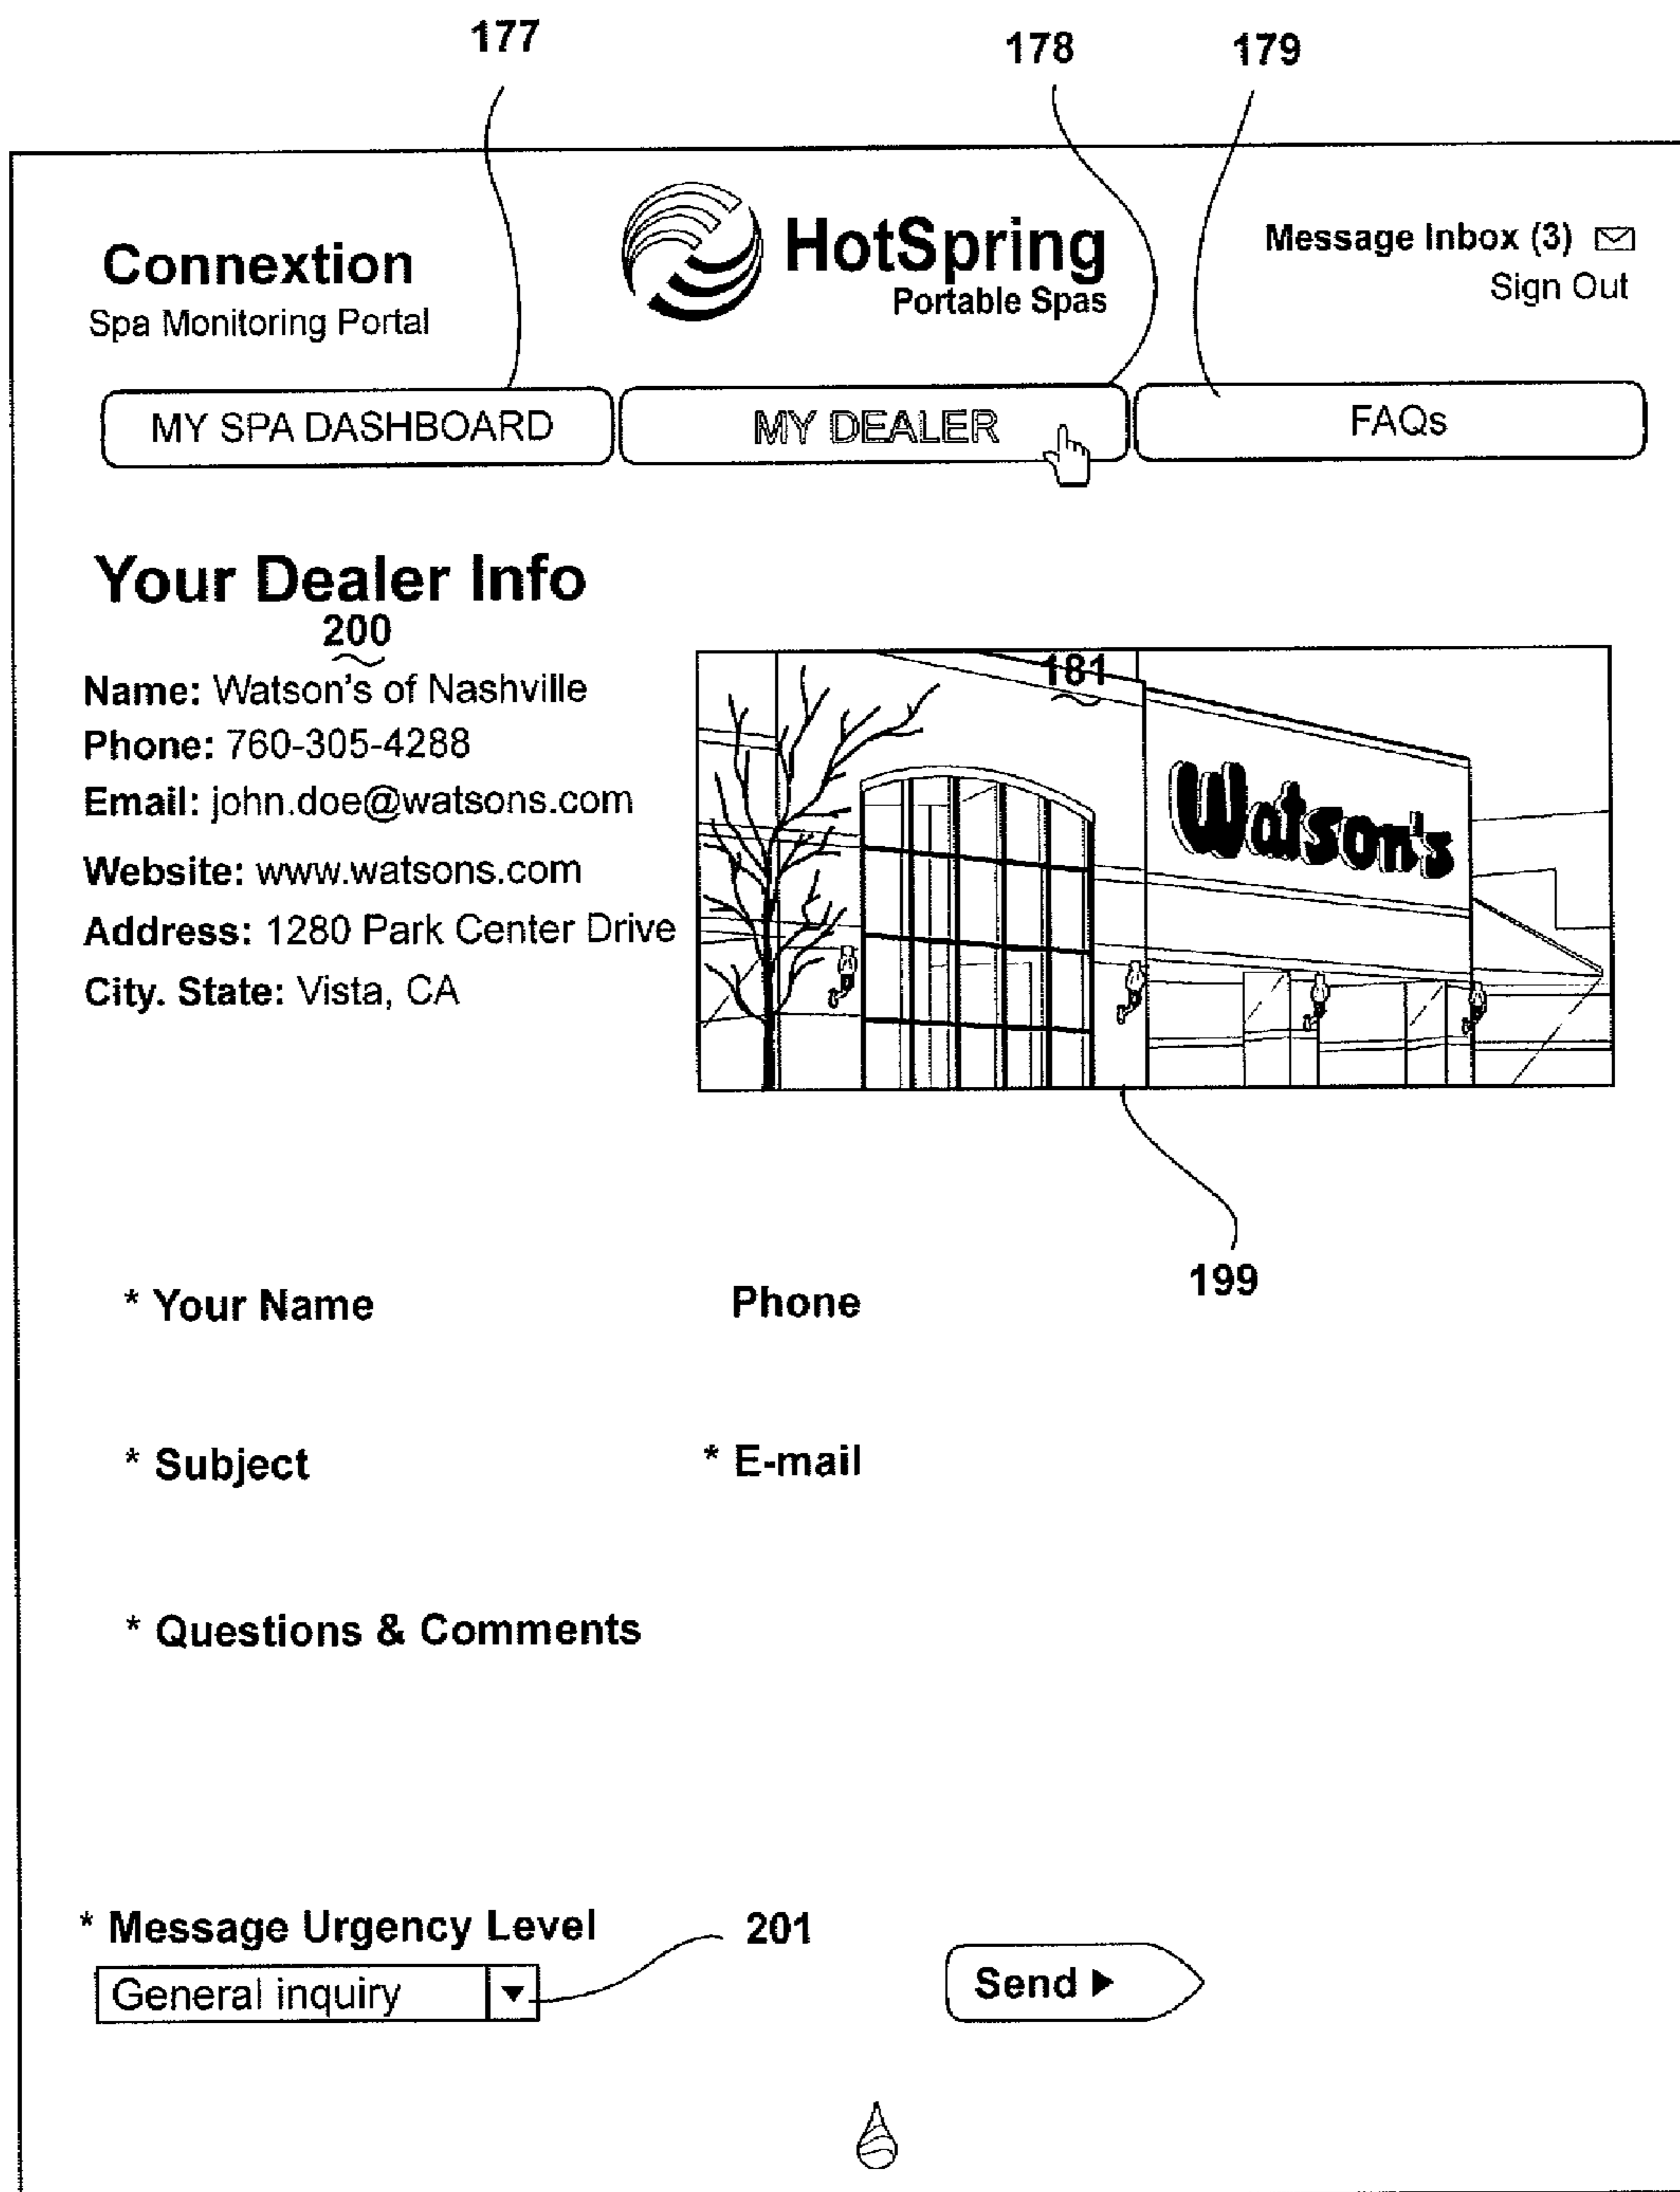 177 178 179
Connextion
Spa Monitoring Portal
HotSpring
Portable Spas
Message Inbox (3)
Sign Out
MY SPA DASHBOARD MY DEALER FAQs
Your Dealer Info
200
Name: Watson's of Nashville
Phone: 760-305-4288
Email: john.doe@watsons.com
Website: www.watsons.com
Address: 1280 Park Center Drive
City. State: Vista, CA
181
Watson's
199
* Your Name Phone
* Subject * E-mail
* Questions & Comments
* Message Urgency Level 201
General inquiry Send